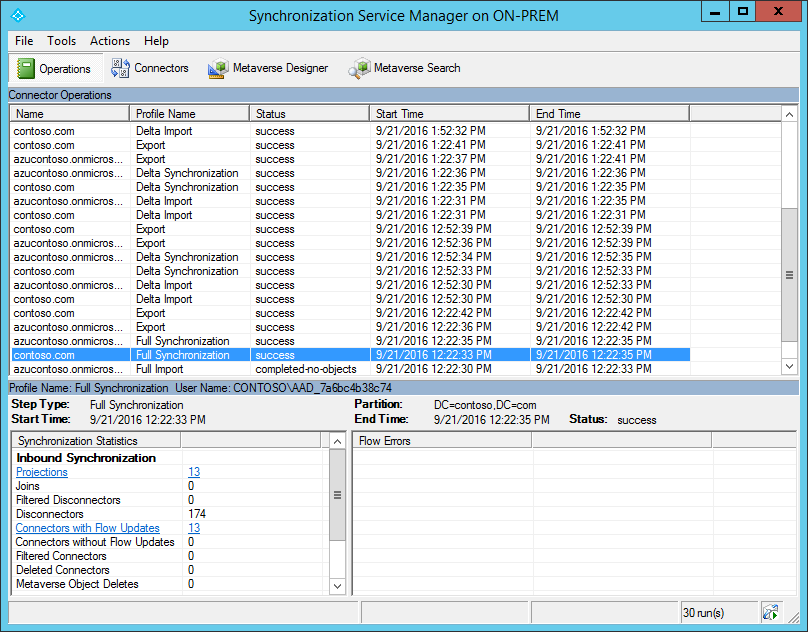 Synchronization Service Manager on ON-PREM
File Tools Actions Help
Operations Connectors Metaverse Designer Metaverse Search
Connector Operations
Name Profile Name Status Start Time End Time
contoso.com Delta Import success 9/21/2016 1:52:32 PM 9/21/2016 1:52:32 PM
contoso.com Export success 9/21/2016 1:22:41 PM 9/21/2016 1:22:41 PM
azucontoso.onmicros... Export success 9/21/2016 1:22:37 PM 9/21/2016 1:22:41 PM
azucontoso.onmicros... Delta Synchronization success 9/21/2016 1:22:36 PM 9/21/2016 1:22:36 PM
contoso.com Delta Synchronization success 9/21/2016 1:22:35 PM 9/21/2016 1:22:35 PM
azucontoso.onmicros... Delta Import success 9/21/2016 1:22:31 PM 9/21/2016 1:22:35 PM
contoso.com Delta Import success 9/21/2016 1:22:31 PM 9/21/2016 1:22:31 PM
contoso.com Export success 9/21/2016 12:52:39 PM 9/21/2016 12:52:39 PM
azucontoso.onmicros... Export success 9/21/2016 12:52:36 PM 9/21/2016 12:52:39 PM
azucontoso.onmicros... Delta Synchronization success 9/21/2016 12:52:34 PM 9/21/2016 12:52:35 PM
contoso.com Delta Synchronization success 9/21/2016 12:52:33 PM 9/21/2016 12:52:33 PM
azucontoso.onmicros... Delta Import success 9/21/2016 12:52:30 PM 9/21/2016 12:52:33 PM
contoso.com Delta Import success 9/21/2016 12:52:30 PM 9/21/2016 12:52:30 PM
contoso.com Export success 9/21/2016 12:22:42 PM 9/21/2016 12:22:42 PM
azucontoso.onmicros... Export success 9/21/2016 12:22:36 PM 9/21/2016 12:22:42 PM
azucontoso.onmicros... Full Synchronization success 9/21/2016 12:22:35 PM 9/21/2016 12:22:35 PM
contoso.com Full Synchronization success 9/21/2016 12:22:33 PM 9/21/2016 12:22:35 PM
azucontoso.onmicros... Full Import completed-no-objects 9/21/2016 12:22:30 PM 9/21/2016 12:22:33 PM
Profile Name: Full Synchronization User Name: CONTOSO\AAD_7a6bc4b38c74
Step Type: Full Synchronization Partition: DC=contoso,DC=com
Start Time: 9/21/2016 12:22:33 PM End Time: 9/21/2016 12:22:35 PM Status: success
Synchronization Statistics Flow Errors
Inbound Synchronization
Projections 13
Joins 0
Filtered Disconnectors 0
Disconnectors 174
Connectors with Flow Updates 13
Connectors without Flow Updates 0
Filtered Connectors 0
Deleted Connectors 0
Metaverse Object Deletes 0
30 run(s)